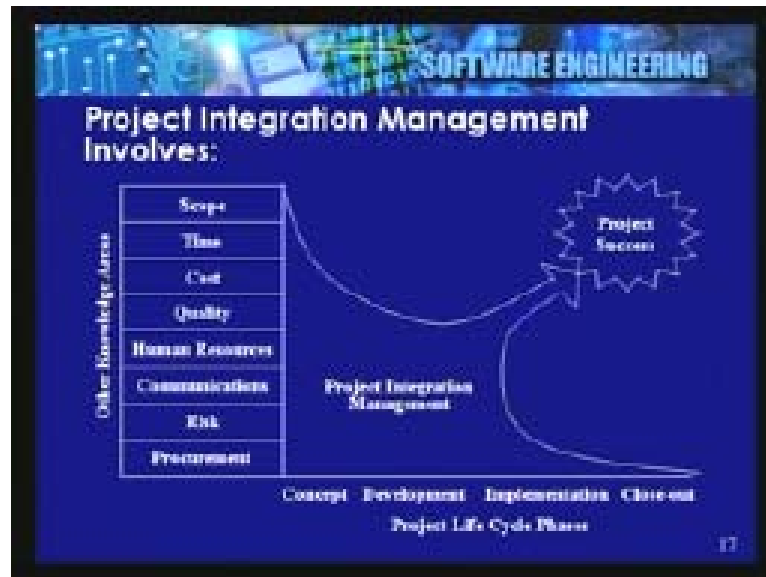 SOFTWARE ENGINEERING
Project Integration Management
Involves:
Other Knowledge Areas
Scope
Time
Cost
Quality
Human Resources
Communications
Risk
Procurement
Project
Success
Project Integration
Management
Concept Development Implementation Close-out
Project Life Cycle Phases
17